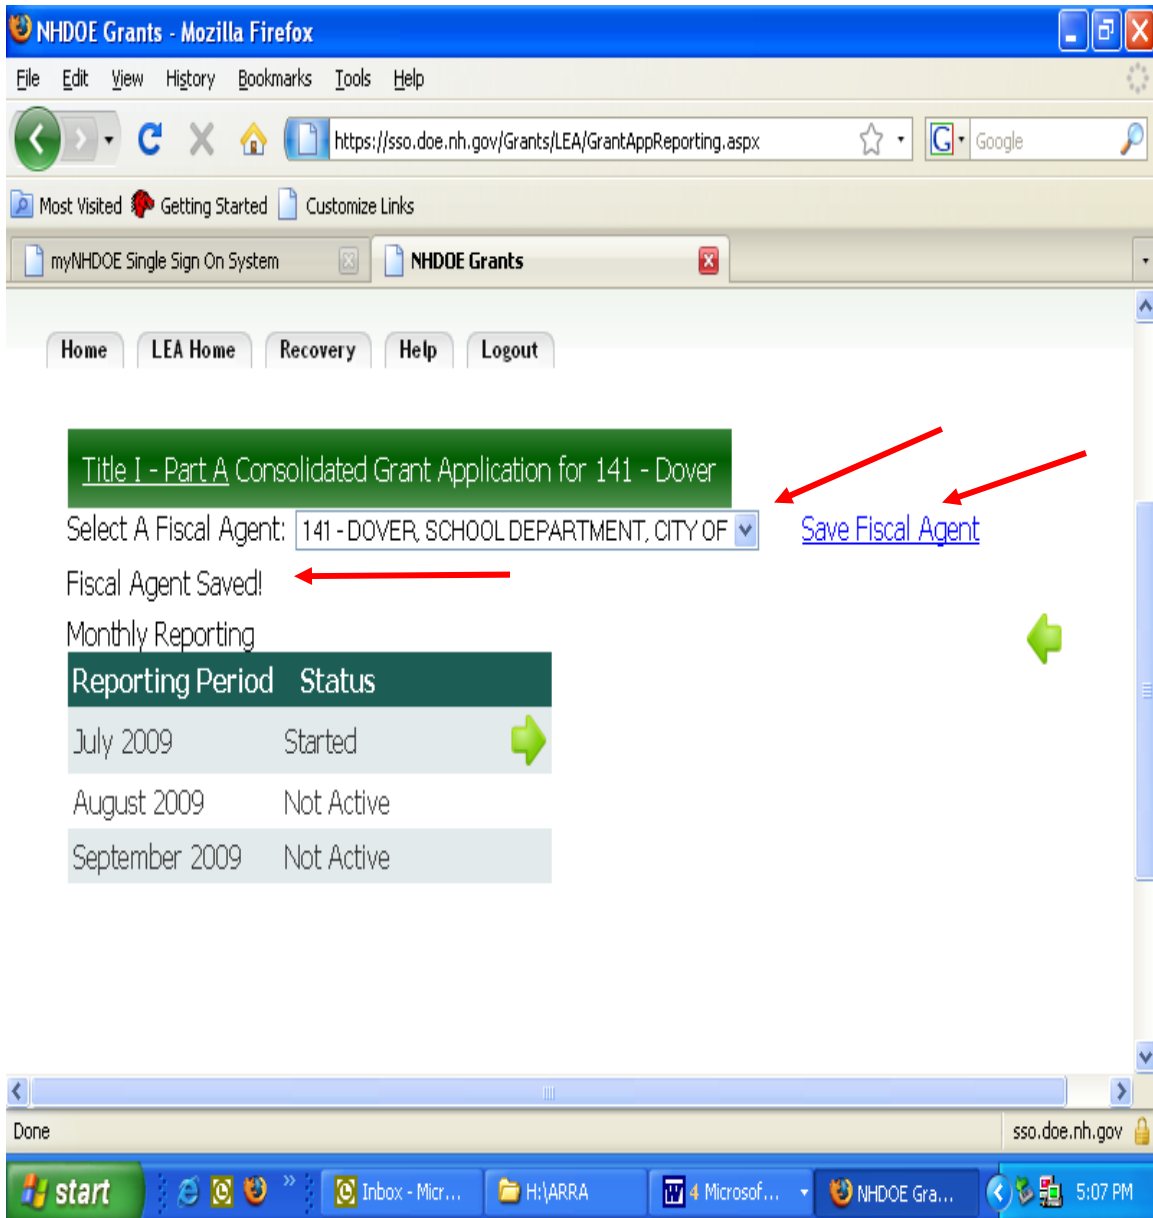 NHDOE Grants - Mozilla Firefox
File Edit View History Bookmarks Tools Help
https://sso.doe.nh.gov/Grants/LEA/GrantAppReporting.aspx G Google
Most Visited Getting Started Customize Links
myNHDOE Single Sign On System NHDOE Grants
Home LEA Home Recovery Help Logout
Title I - Part A Consolidated Grant Application for 141 - Dover
Select A Fiscal Agent: 141 - DOVER, SCHOOL DEPARTMENT, CITY OF Save Fiscal Agent
Fiscal Agent Saved!
Monthly Reporting
Reporting Period Status
July 2009 Started
August 2009 Not Active
September 2009 Not Active
Done sso.doe.nh.gov
start » Inbox - Micr... H:\ARRA 4 Microsof... NHDOE Gra... 5:07 PM